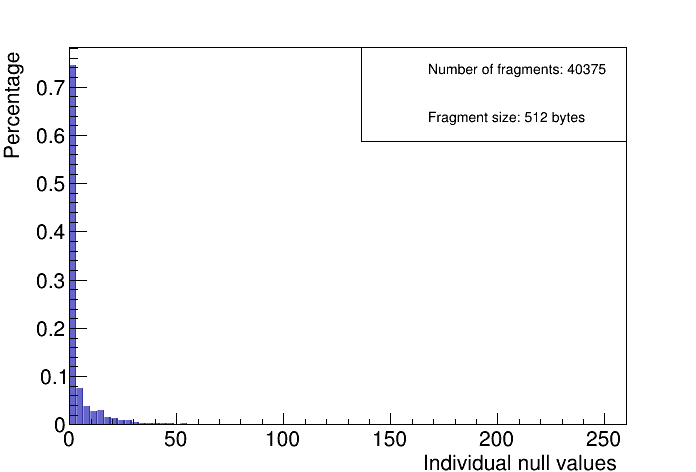 Percentage
Number of fragments: 40375
Fragment size: 512 bytes
0.7
0.6
0.5
0.4
0.3
0.2
0.1
0
0 50 100 150 200 250
Individual null values